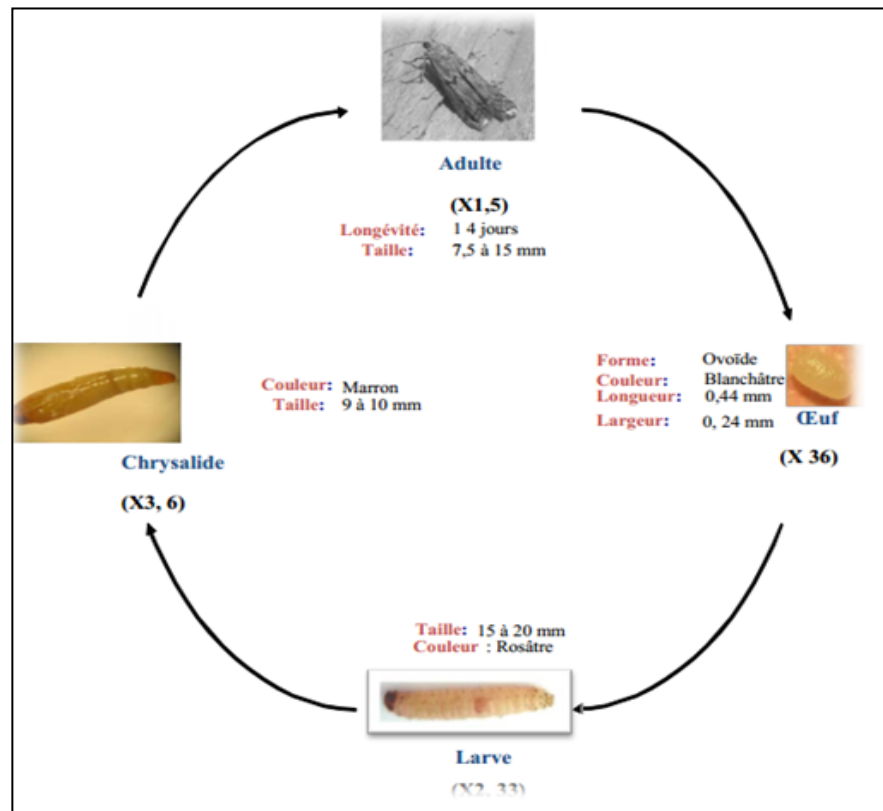 Adulte
(X1,5)
Longévité: 1 4 jours
Taille: 7,5 à 15 mm
Forme: Ovoïde
Couleur: Blanchâtre
Longueur: 0,44 mm
Largeur: 0, 24 mm
Œuf
(X 36)
Couleur: Marron
Taille: 9 à 10 mm
Chrysalide
(X3, 6)
Taille: 15 à 20 mm
Couleur : Rosâtre
Larve
(X2, 33)